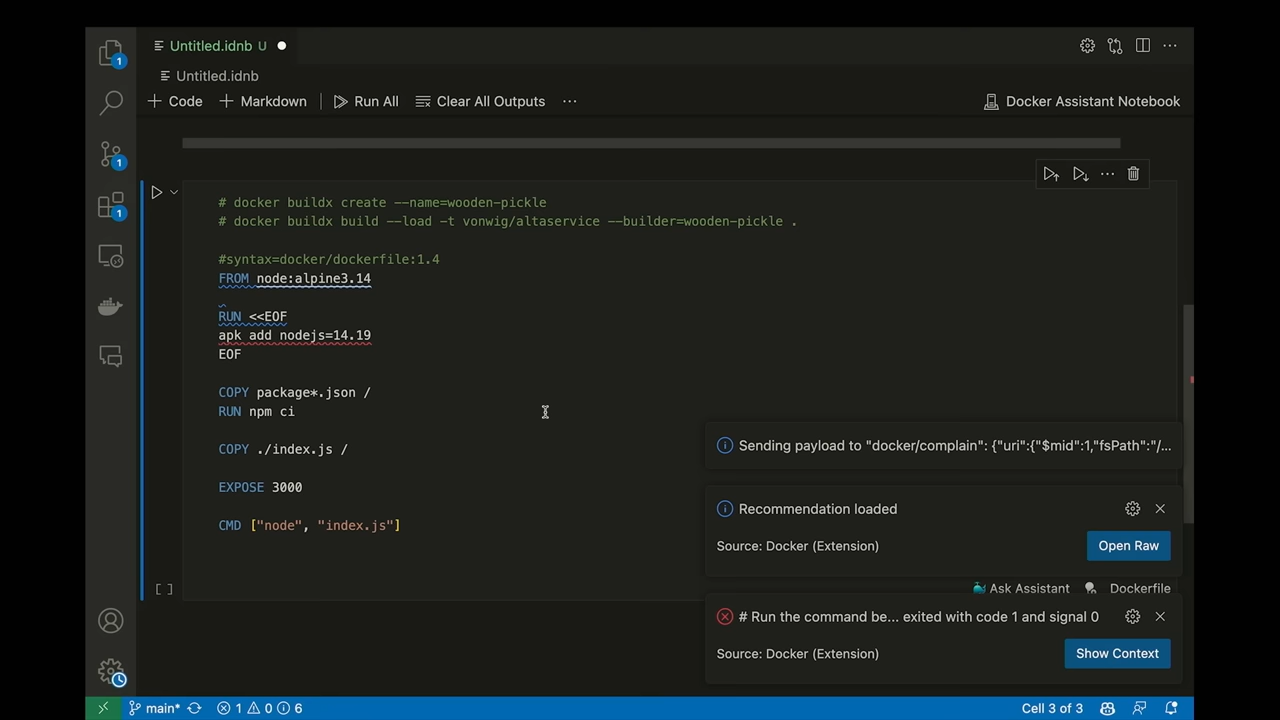 Untitled.idnb U
Untitled.idnb
Code Markdown Run All Clear All Outputs ··· Docker Assistant Notebook
# docker buildx create --name=wooden-pickle
# docker buildx build --load -t vonwig/altaservice --builder=wooden-pickle .
#syntax=docker/dockerfile:1.4
FROM node:alpine3.14
RUN <<EOF
apk add nodejs=14.19
EOF
COPY package*.json /
RUN npm ci
COPY ./index.js /
EXPOSE 3000
CMD ["node", "index.js"]
[ ]
Sending payload to "docker/complain": {"uri":{"$mid":1,"fsPath":"/...
Recommendation loaded
Source: Docker (Extension) Open Raw
Ask Assistant Dockerfile
# Run the command be... exited with code 1 and signal 0
Source: Docker (Extension) Show Context
1
1
1
main* 1 0 6 Cell 3 of 3